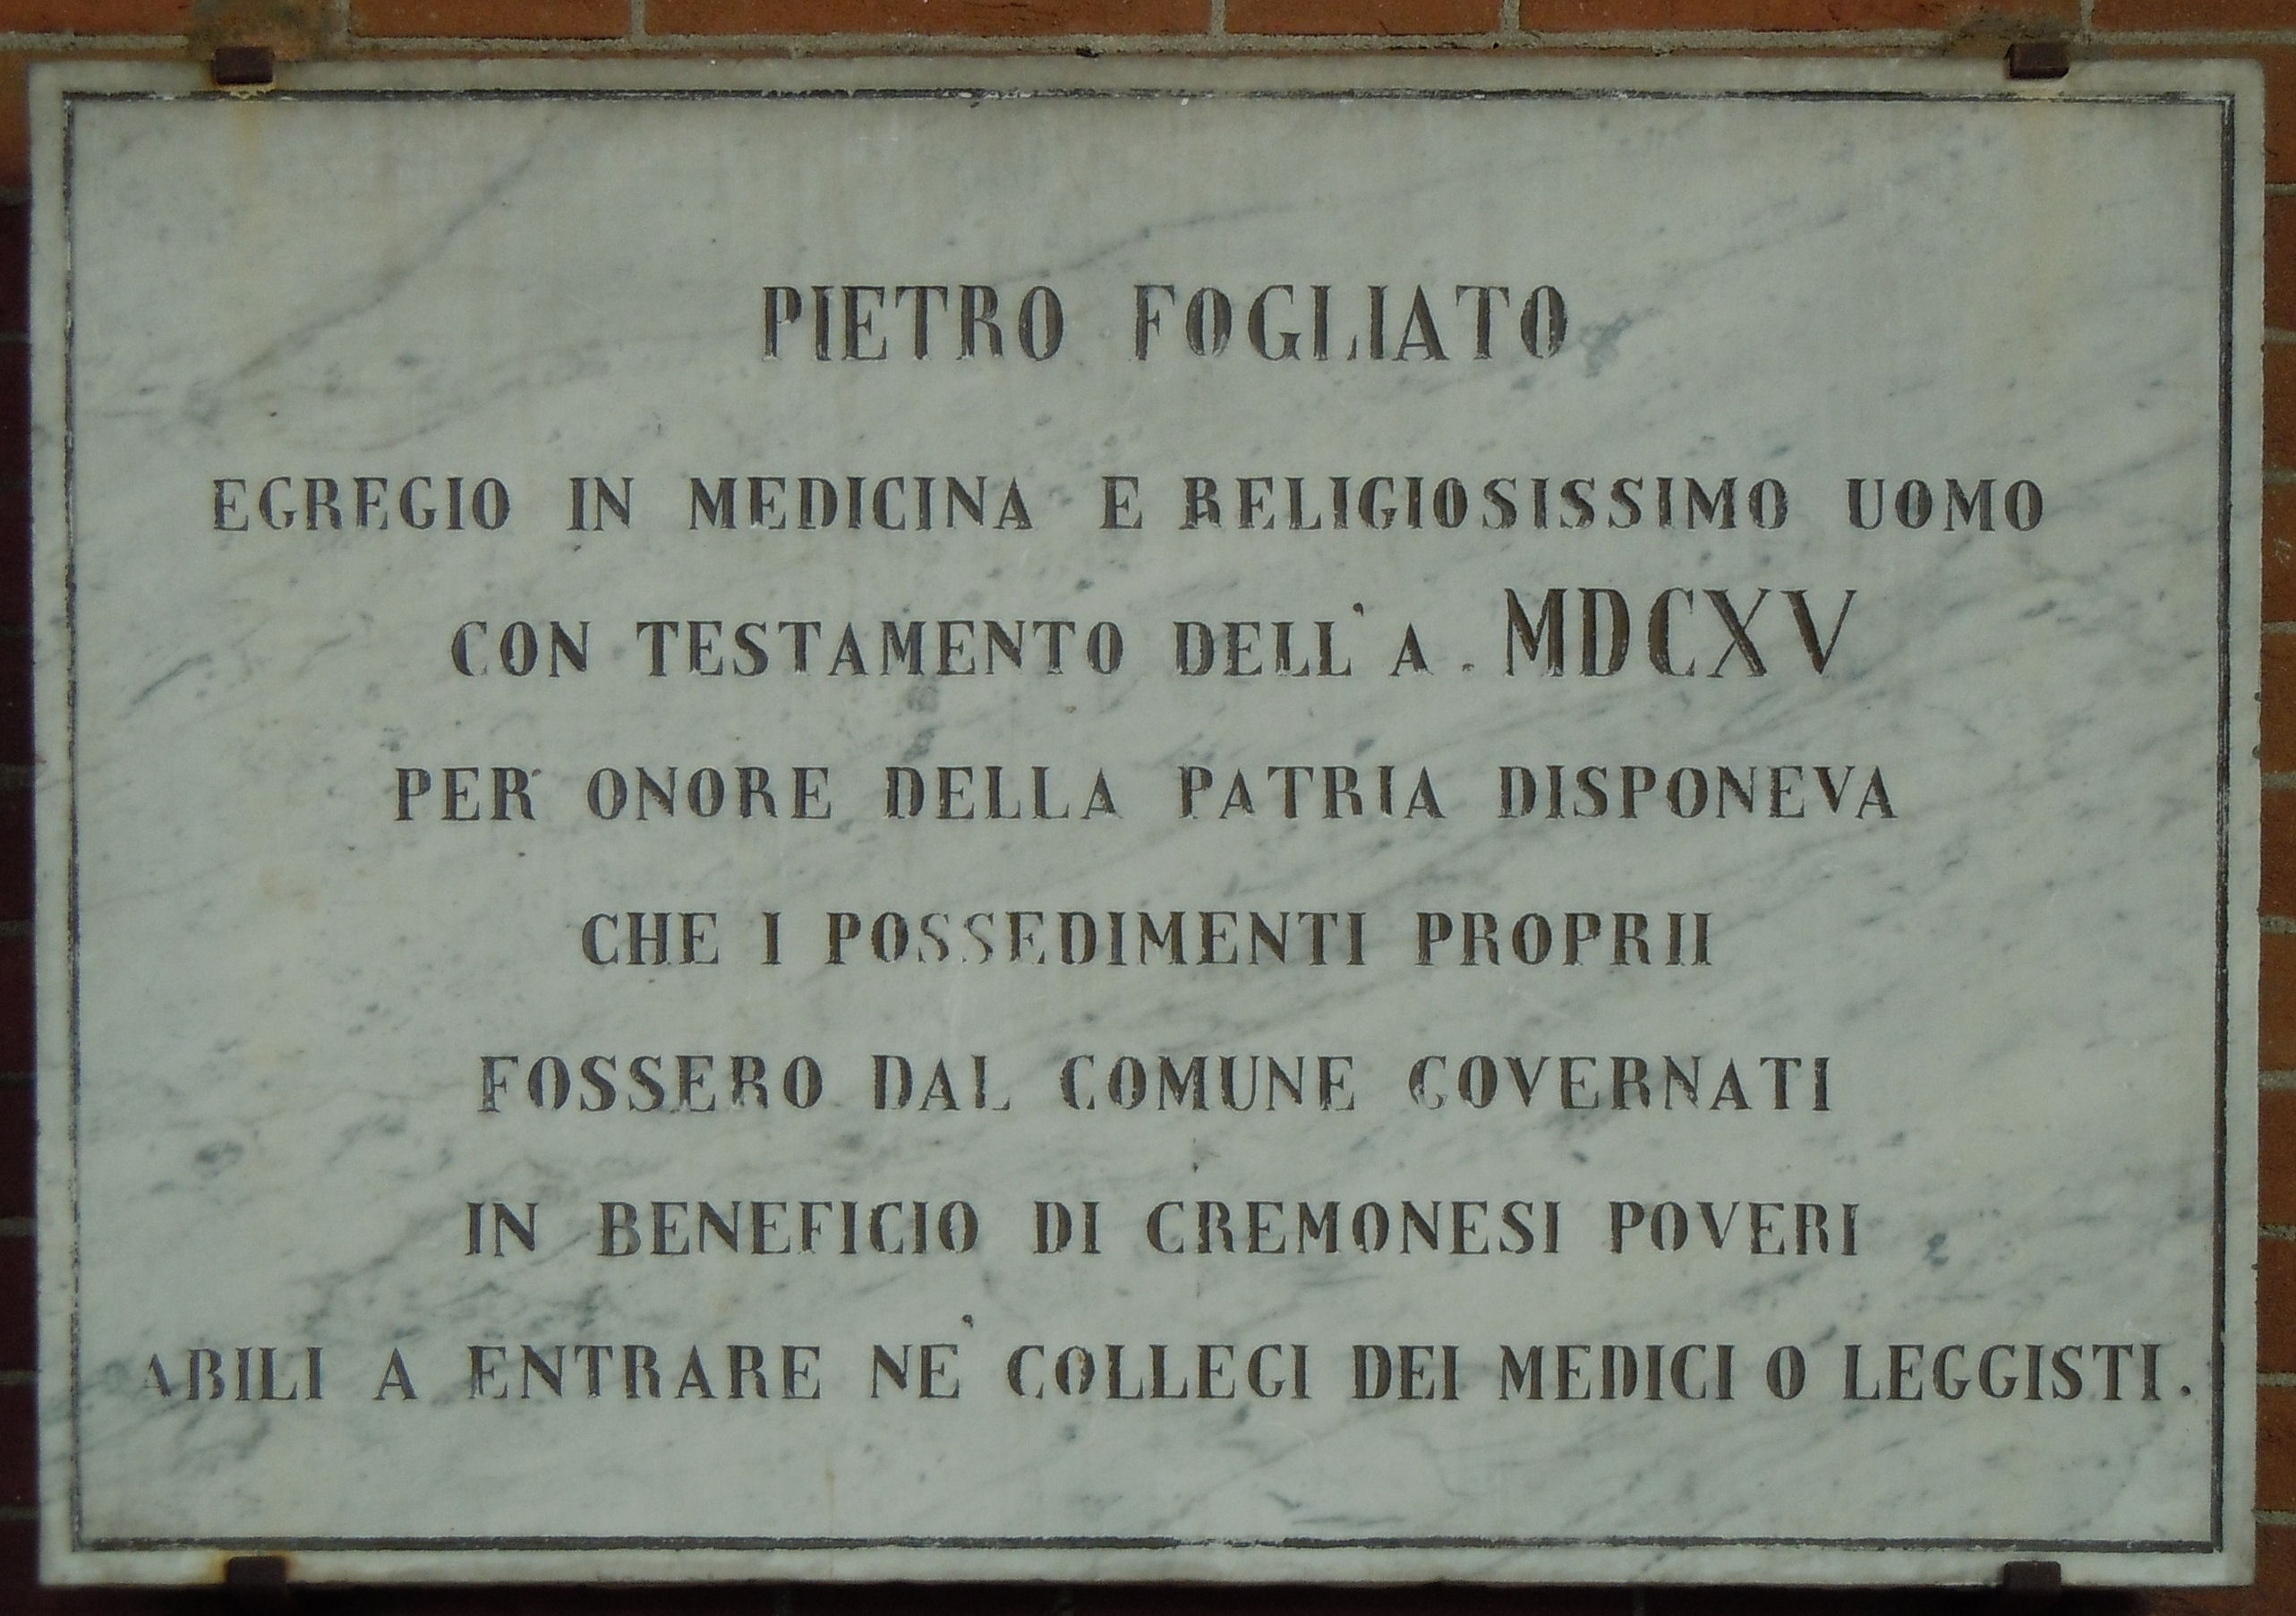 PIETRO FOGLIATO
EGREGIO IN MEDICINA E RELIGIOSISSIMO UOMO
CON TESTAMENTO DELL' A. MDCXV
PER ONORE DELLA PATRIA DISPONEVA
CHE I POSSEDIMENTI PROPRII
FOSSERO DAL COMUNE GOVERNATI
IN BENEFICIO DI CREMONESI POVERI
ABILI A ENTRARE NE' COLLEGI DEI MEDICI O LEGGISTI.